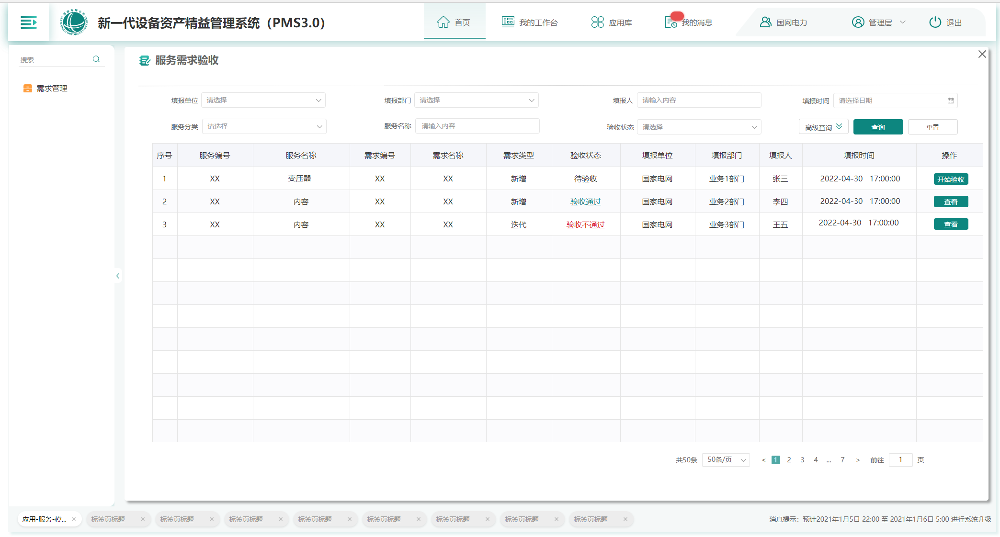 新一代设备资产精益管理系统（PMS3.0）
首页
我的工作台
应用库
我的消息
国网电力
管理层
退出
搜索
需求管理
服务需求验收
填报单位 请选择
填报部门 请选择
填报人 请输入内容
填报时间 请选择日期
服务分类 请选择
服务名称 请输入内容
验收状态 请选择
高级查询 查询 重置
序号 服务编号 服务名称 需求编号 需求名称 需求类型 验收状态 填报单位 填报部门 填报人 填报时间 操作
1 XX 变压器 XX XX 新增 待验收 国家电网 业务1部门 张三 2022-04-30 17:00:00 开始验收
2 XX 内容 XX XX 新增 验收通过 国家电网 业务2部门 李四 2022-04-30 17:00:00 查看
3 XX 内容 XX XX 迭代 验收不通过 国家电网 业务3部门 王五 2022-04-30 17:00:00 查看
共50条 50条/页 < 1 2 3 4 ... 7 > 前往 1 页
应用-服务-模... × 标签页标题 × 标签页标题 × 标签页标题 × 标签页标题 × 标签页标题 × 标签页标题 × 标签页标题 × 标签页标题 ×
消息提示：预计2021年1月5日 22:00 至 2021年1月6日 5:00 进行系统升级